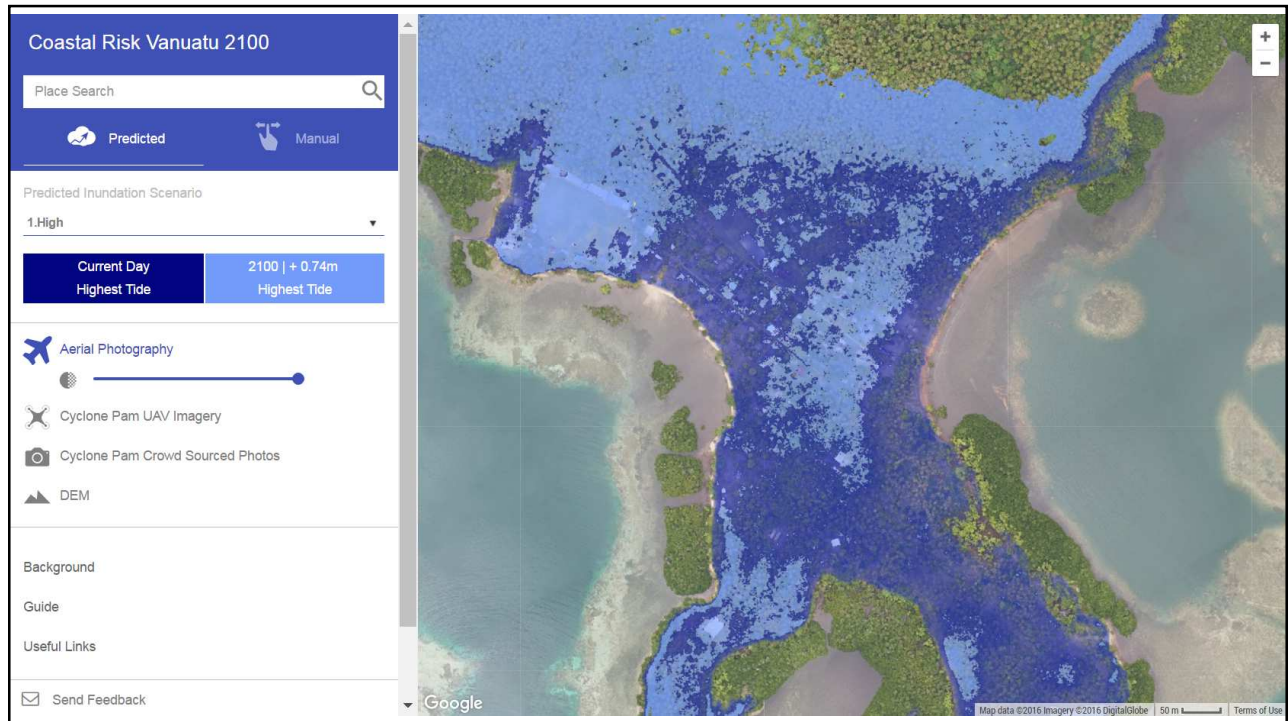 Coastal Risk Vanuatu 2100
Place Search
Predicted
Manual
Predicted Inundation Scenario
1.High
Current Day
Highest Tide
2100 | + 0.74m
Highest Tide
Aerial Photography
Cyclone Pam UAV Imagery
Cyclone Pam Crowd Sourced Photos
DEM
Background
Guide
Useful Links
Send Feedback
+
−
Google
Map data ©2016 Imagery ©2016 DigitalGlobe
50 m
Terms of Use